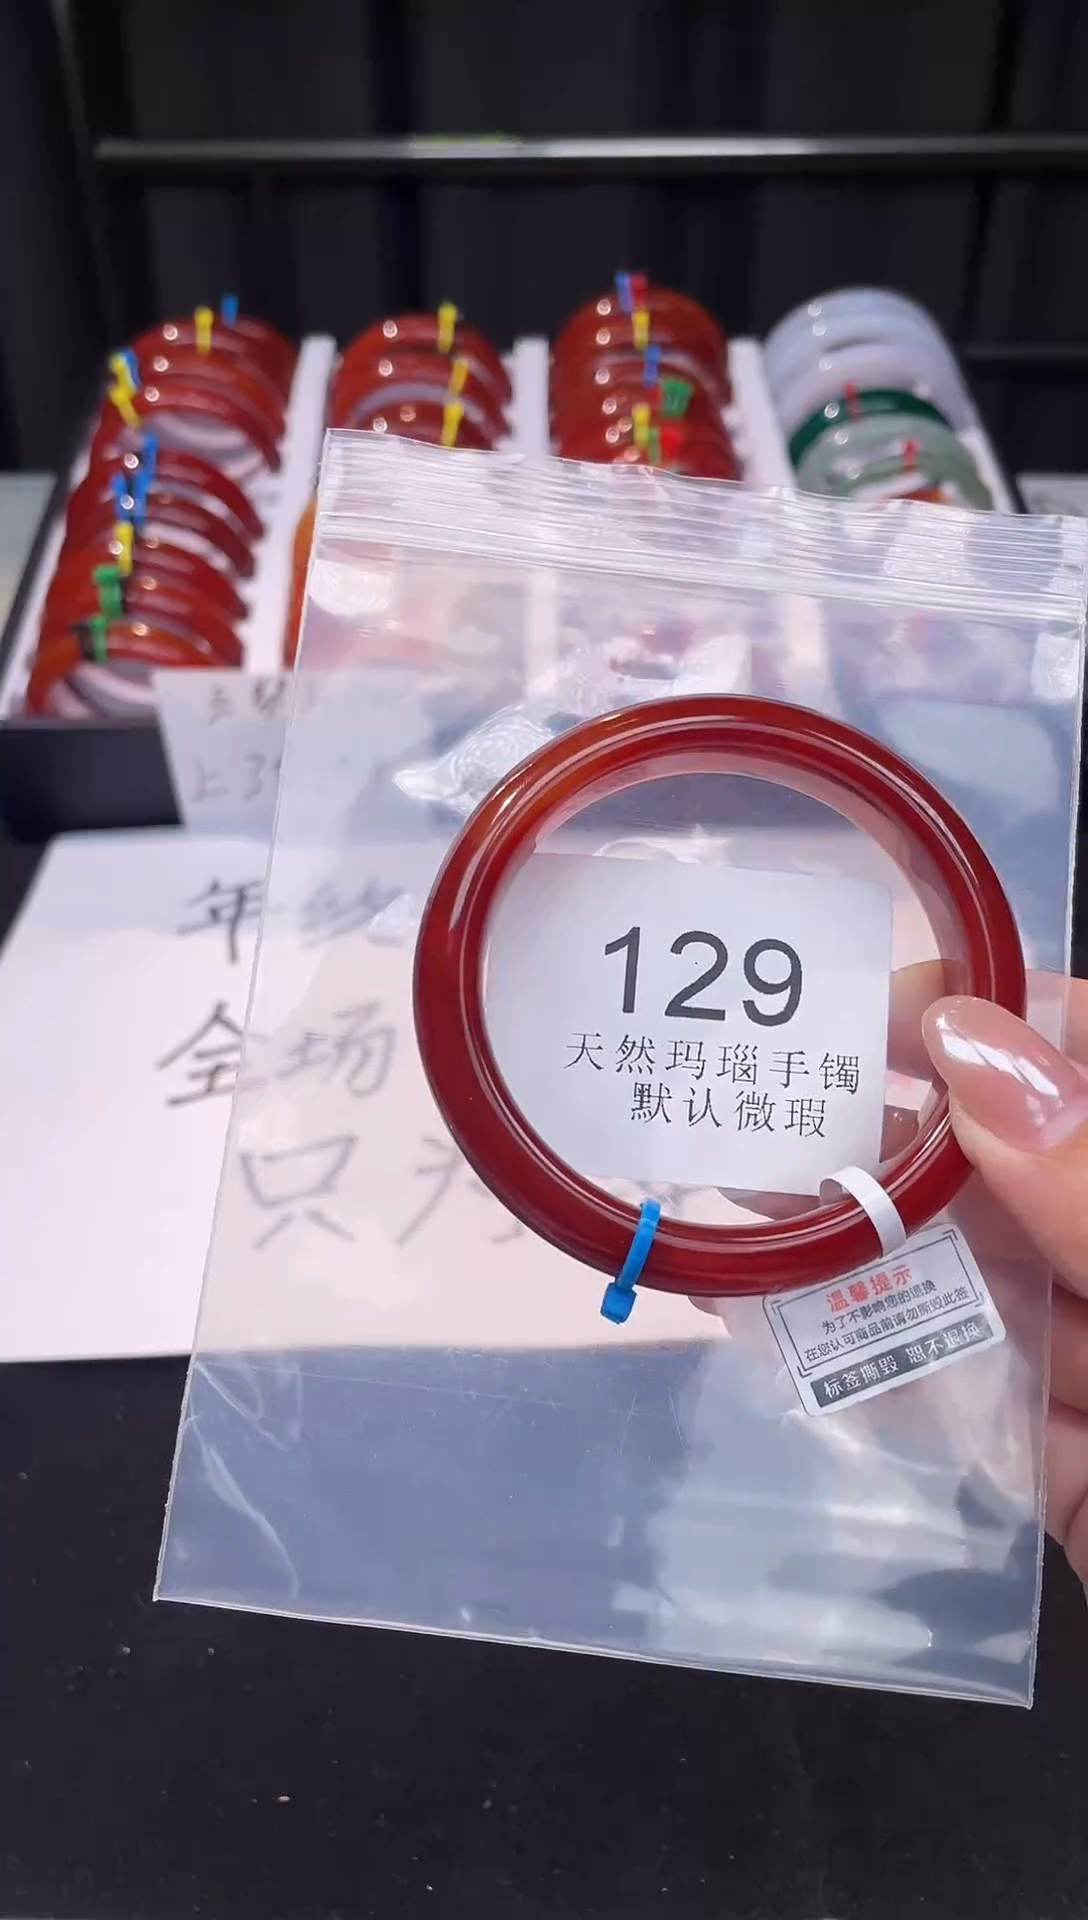 年终
全场
只为
129
天然玛瑙手镯
默认微瑕
温馨提示
为了不影响您的退换
在您认可商品前请勿撕毁此签
标签撕毁 恕不退换